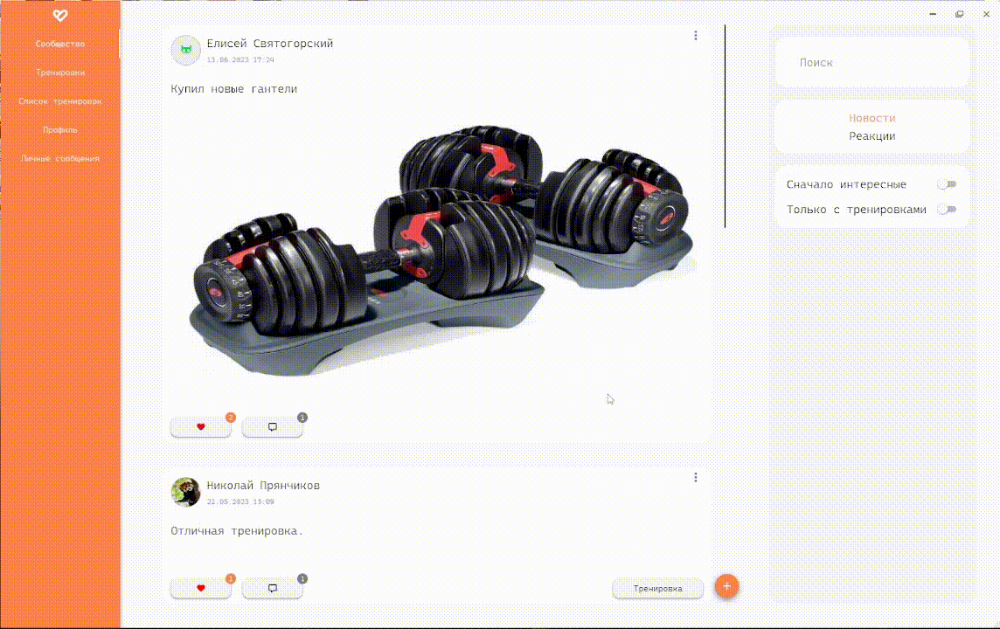 Сообщество
Тренировки
Список тренировок
Профиль
Личные сообщения
Елисей Святогорский
13.06.2023 17:24
Купил новые гантели
2
1
Николай Прянчиков
22.05.2023 13:09
Отличная тренировка.
1
1
Тренировка
+
Поиск
Новости
Реакции
Сначало интересные
Только с тренировками